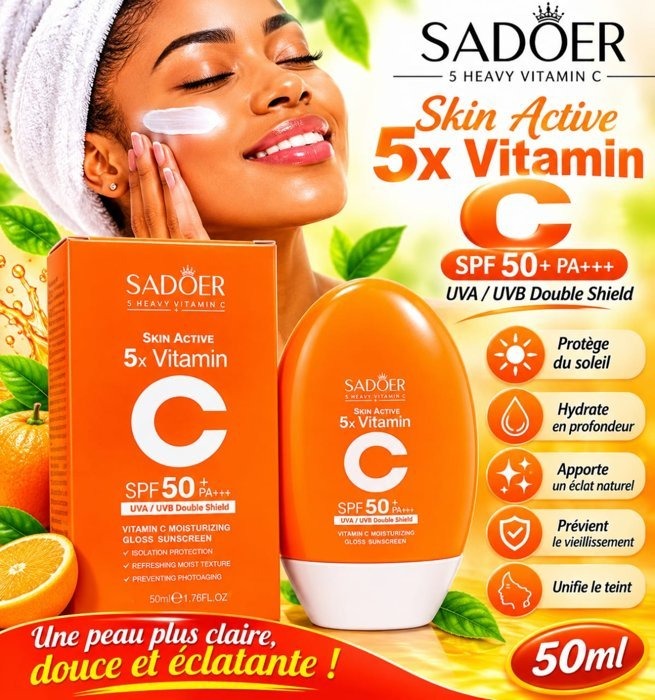 SADOER
5 HEAVY VITAMIN C
Skin Active
5x Vitamin
C
SPF 50+ PA+++
UVA / UVB Double Shield
Protège
du soleil
Hydrate
en profondeur
Apporte
un éclat naturel
Prévient
le vieillissement
Unifie le teint
SADOER
5 HEAVY VITAMIN C
SKIN ACTIVE
5x Vitamin
C
SPF 50+ PA+++
UVA / UVB Double Shield
VITAMIN C MOISTURIZING
GLOSS SUNSCREEN
✓ ISOLATION PROTECTION
✓ REFRESHING MOIST TEXTURE
✓ PREVENTING PHOTOAGING
50ml℮1.76FL.OZ
SADOER
5 HEAVY VITAMIN C
SKIN ACTIVE
5x Vitamin
C
SPF 50+ PA+++
UVA / UVB Double Shield
VITAMIN C MOISTURIZING
GLOSS SUNSCREEN
Une peau plus claire,
douce et éclatante !
50ml